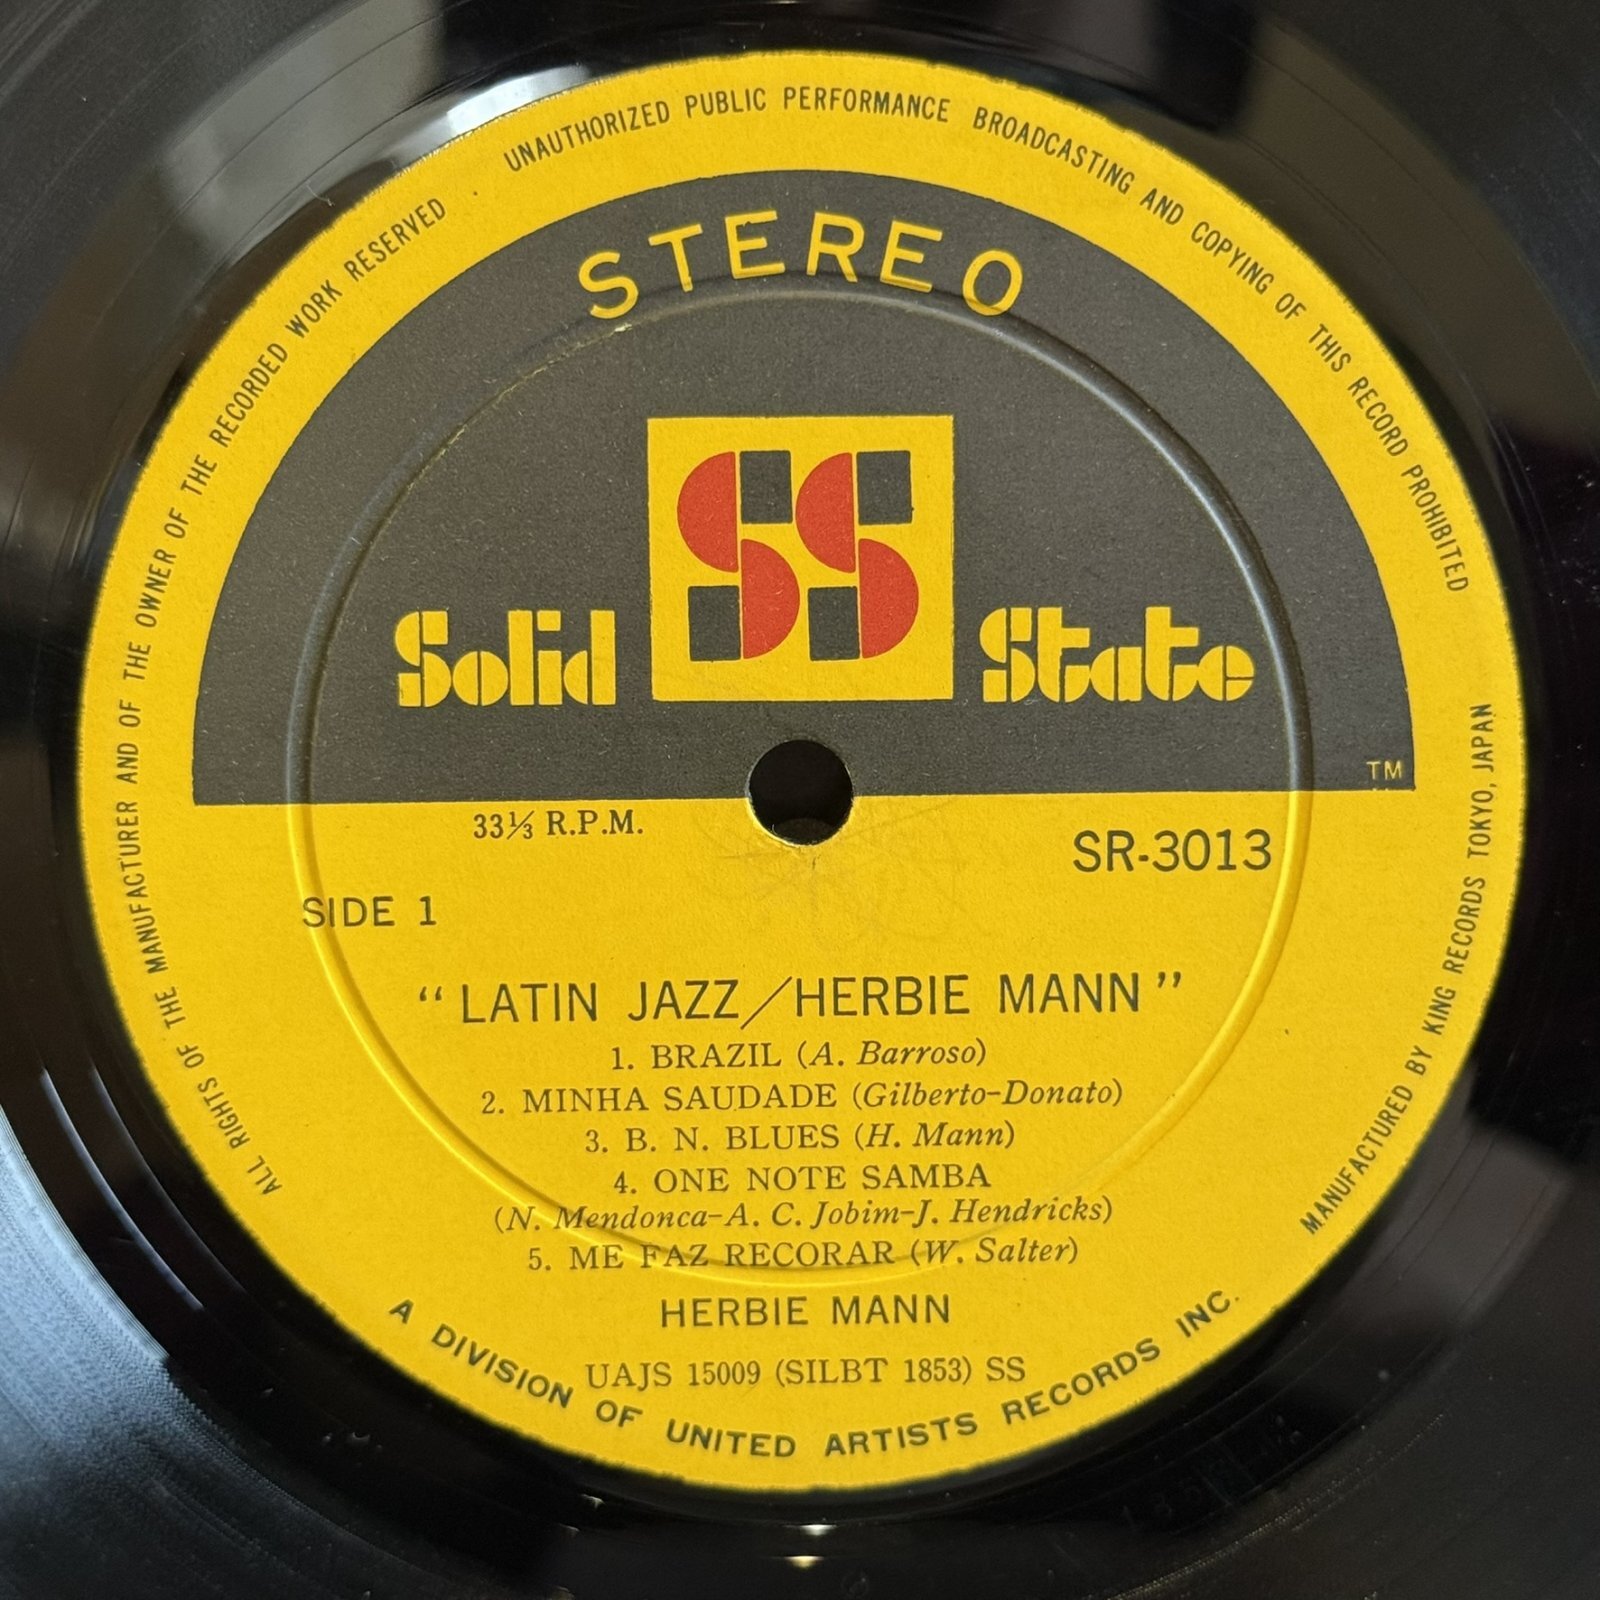 UNAUTHORIZED PUBLIC PERFORMANCE BROADCASTING AND COPYING OF THIS RECORD PROHIBITED
ALL RIGHTS OF THE MANUFACTURER AND OF THE OWNER OF THE RECORDED WORK RESERVED
STEREO
SS
Solid State
TM
33⅓ R.P.M.
SR-3013
SIDE 1
"LATIN JAZZ/HERBIE MANN"
1. BRAZIL (A. Barroso)
2. MINHA SAUDADE (Gilberto-Donato)
3. B. N. BLUES (H. Mann)
4. ONE NOTE SAMBA
(N. Mendonca-A. C. Jobim-J. Hendricks)
5. ME FAZ RECORAR (W. Salter)
HERBIE MANN
UAJS 15009 (SILBT 1853) SS
A DIVISION OF UNITED ARTISTS RECORDS INC.
MANUFACTURED BY KING RECORDS TOKYO, JAPAN